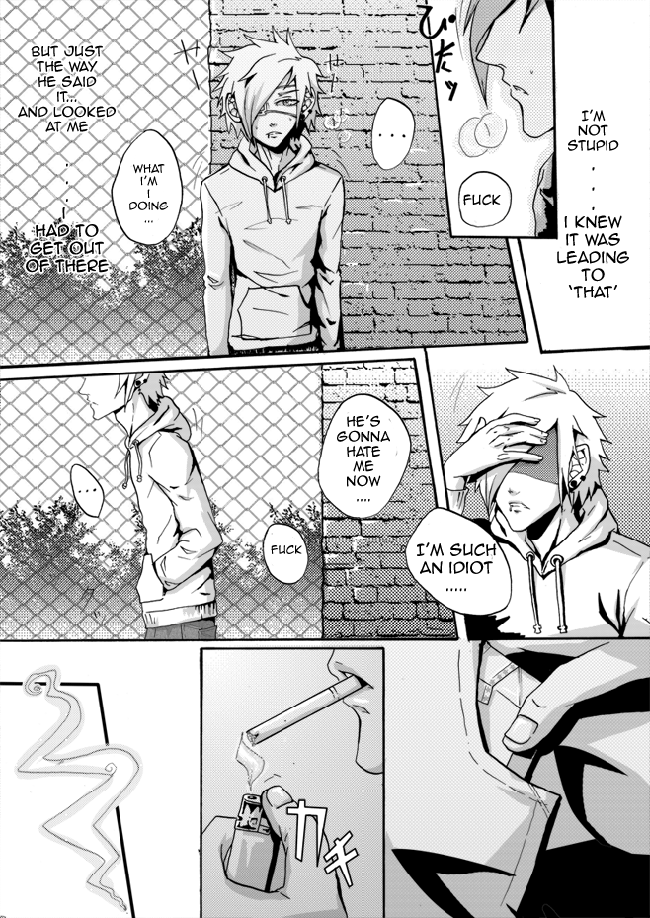 BUT JUST
THE WAY
HE SAID
IT...
AND LOOKED
AT ME
.
.
.
.
I
HAD TO
GET OUT
OF THERE
WHAT
I'M
I
DOING
...
...
ぴたッ
FUCK
I'M
NOT
STUPID
.
.
.
I KNEW
IT WAS
LEADING
TO
'THAT'
...
FUCK
HE'S
GONNA
HATE
ME
NOW
....
I'M SUCH
AN IDIOT
.....
カチ